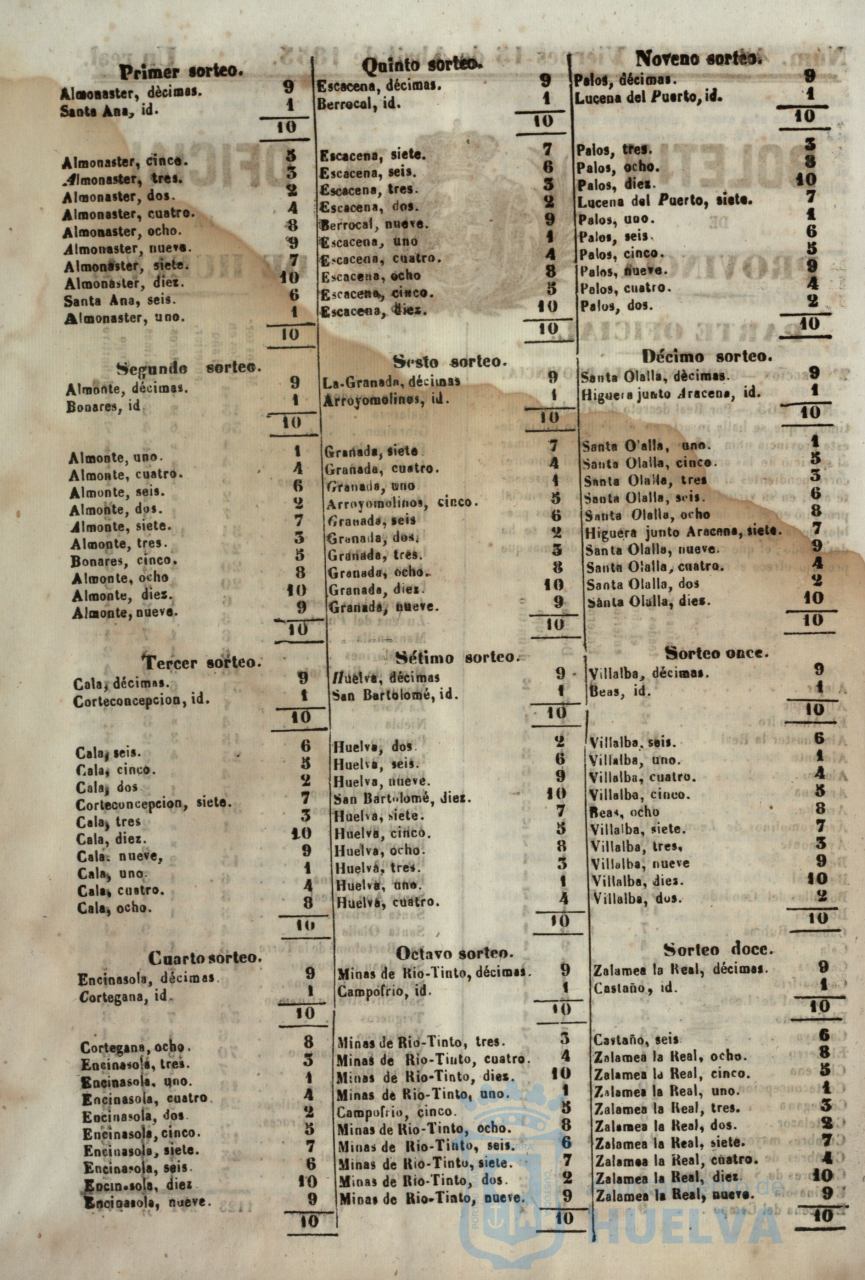 Primer sorteo.
Almonaster, dècimas. 9
Santa Ana, id. 1
10
Almonaster, cinco. 5
Almonaster, tres. 3
Almonaster, dos. 2
Almonaster, cuatro. 4
Almonaster, ocho. 8
Almonaster, nueve. 9
Almonaster, siete. 7
Almonaster, diez. 10
Santa Ana, seis. 6
Almonaster, uno. 1
10
Segundo sorteo.
Almonte, décimas. 9
Bonares, id 1
10
Almonte, uno. 1
Almonte, cuatro. 4
Almonte, seis. 6
Almonte, dos. 2
Almonte, siete. 7
Almonte, tres. 3
Bonares, cinco. 5
Almonte, ocho 8
Almonte, diez. 10
Almonte, nueve. 9
10
Tercer sorteo.
Cala, décimas. 9
Corteconcepcion, id. 1
10
Cala, seis. 6
Cala, cinco. 5
Cala, dos 2
Corteconcepcion, siete. 7
Cala, tres 3
Cala, diez. 10
Cala, nueve, 9
Cala, uno. 1
Cala, cuatro. 4
Cala, ocho. 8
10
Cuarto sorteo.
Encinasola, décimas. 9
Cortegana, id. 1
10
Cortegana, ocho. 8
Encinasola, tres. 3
Encinasola, uno. 1
Encinasola, cuatro 4
Encinasola, dos 2
Encinasola, cinco. 5
Encinasola, siete. 7
Encinasola, seis 6
Encinasola, diez 10
Encinasola, nueve. 9
10
Quinto sorteo.
Escacena, décimas. 9
Berrocal, id. 1
10
Escacena, siete. 7
Escacena, seis. 6
Escacena, tres. 3
Escacena, dos. 2
Berrocal, nueve. 9
Escacena, uno 1
Escacena, cuatro. 4
Escacena, ocho 8
Escacena, cinco. 5
Escacena, diez. 10
10
Sesto sorteo.
La-Granada, décimas 9
Arroyomolinos, id. 1
10
Granada, siete 7
Granada, cuatro. 4
Granada, uno 1
Arroyomolinos, cinco. 5
Granada, seis 6
Granada, dos. 2
Granada, tres. 3
Granada, ocho. 8
Granada, diez. 10
Granada, nueve. 9
10
Sétimo sorteo.
Huelva, décimas 9
San Bartolomé, id. 1
10
Huelva, dos 2
Huelva, seis. 6
Huelva, nueve. 9
San Bartolomé, diez. 10
Huelva, siete. 7
Huelva, cinco. 5
Huelva, ocho. 8
Huelva, tres. 3
Huelva, uno. 1
Huelva, cuatro. 4
10
Octavo sorteo.
Minas de Rio-Tinto, décimas. 9
Campofrio, id. 1
10
Minas de Rio-Tinto, tres. 3
Minas de Rio-Tinto, cuatro. 4
Minas de Rio-Tinto, diez. 10
Minas de Rio-Tinto, uno. 1
Campofrio, cinco. 5
Minas de Rio-Tinto, ocho. 8
Minas de Rio-Tinto, seis. 6
Minas de Rio-Tinto, siete. 7
Minas de Rio-Tinto, dos. 2
Minas de Rio-Tinto, nueve. 9
10
Noveno sorteo.
Palos, décimas. 9
Lucena del Puerto, id. 1
10
Palos, tres. 3
Palos, ocho. 8
Palos, diez. 10
Lucena del Puerto, siete. 7
Palos, uno. 1
Palos, seis. 6
Palos, cinco. 5
Palos, nueve. 9
Palos, cuatro. 4
Palos, dos. 2
10
Décimo sorteo.
Santa Olalla, dècimas. 9
Higuera junto Aracena, id. 1
10
Santa Olalla, uno. 1
Santa Olalla, cinco. 5
Santa Olalla, tres 3
Santa Olalla, seis. 6
Santa Olalla, ocho 8
Higuera junto Aracena, siete. 7
Santa Olalla, nueve. 9
Santa Olalla, cuatro. 4
Santa Olalla, dos 2
Santa Olalla, diez. 10
10
Sorteo once.
Villalba, décimas. 9
Beas, id. 1
10
Villalba, seis. 6
Villalba, uno. 1
Villalba, cuatro. 4
Villalba, cinco. 5
Beas, ocho 8
Villalba, siete. 7
Villalba, tres, 3
Villalba, nueve 9
Villalba, diez. 10
Villalba, dos. 2
10
Sorteo doce.
Zalamea la Real, décimas. 9
Castaño, id. 1
10
Castaño, seis 6
Zalamea la Real, ocho. 8
Zalamea la Real, cinco. 5
Zalamea la Real, uno. 1
Zalamea la Real, tres. 3
Zalamea la Real, dos. 2
Zalamea la Real, siete. 7
Zalamea la Real, cuatro. 4
Zalamea la Real, diez 10
Zalamea la Real, nueve. 9
10
HUELVA